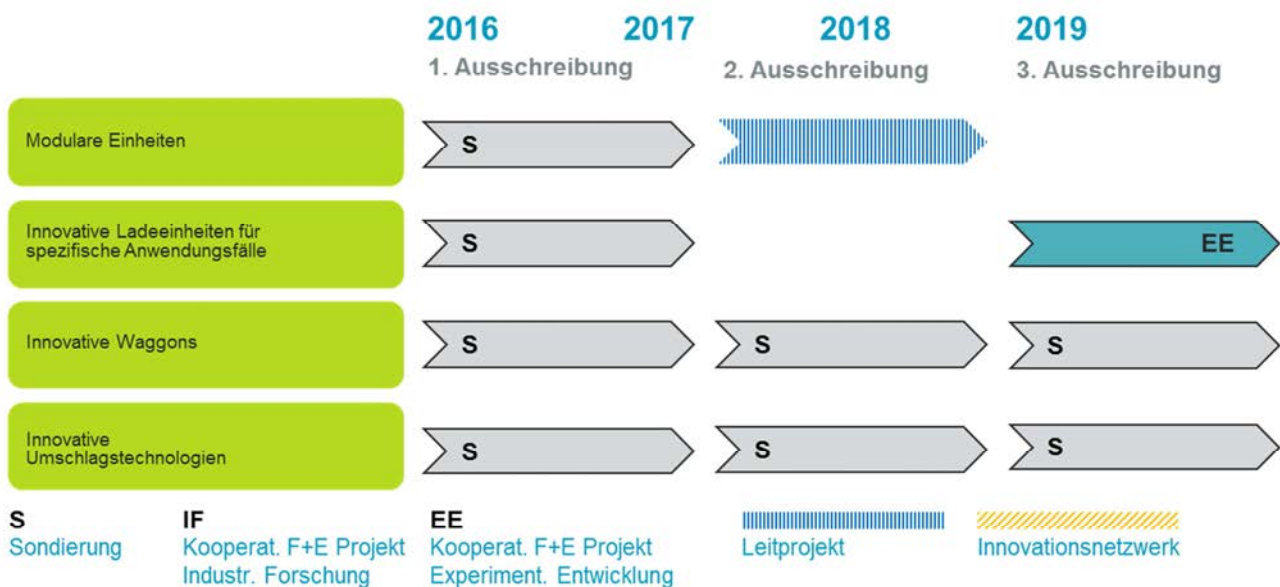 2016 2017 2018 2019
1. Ausschreibung 2. Ausschreibung 3. Ausschreibung
Modulare Einheiten
S
Innovative Ladeeinheiten für
spezifische Anwendungsfälle
S EE
Innovative Waggons
S S S
Innovative
Umschlagstechnologien
S S S
S IF EE
Sondierung Kooperat. F+E Projekt Kooperat. F+E Projekt Leitprojekt Innovationsnetzwerk
Industr. Forschung Experiment. Entwicklung